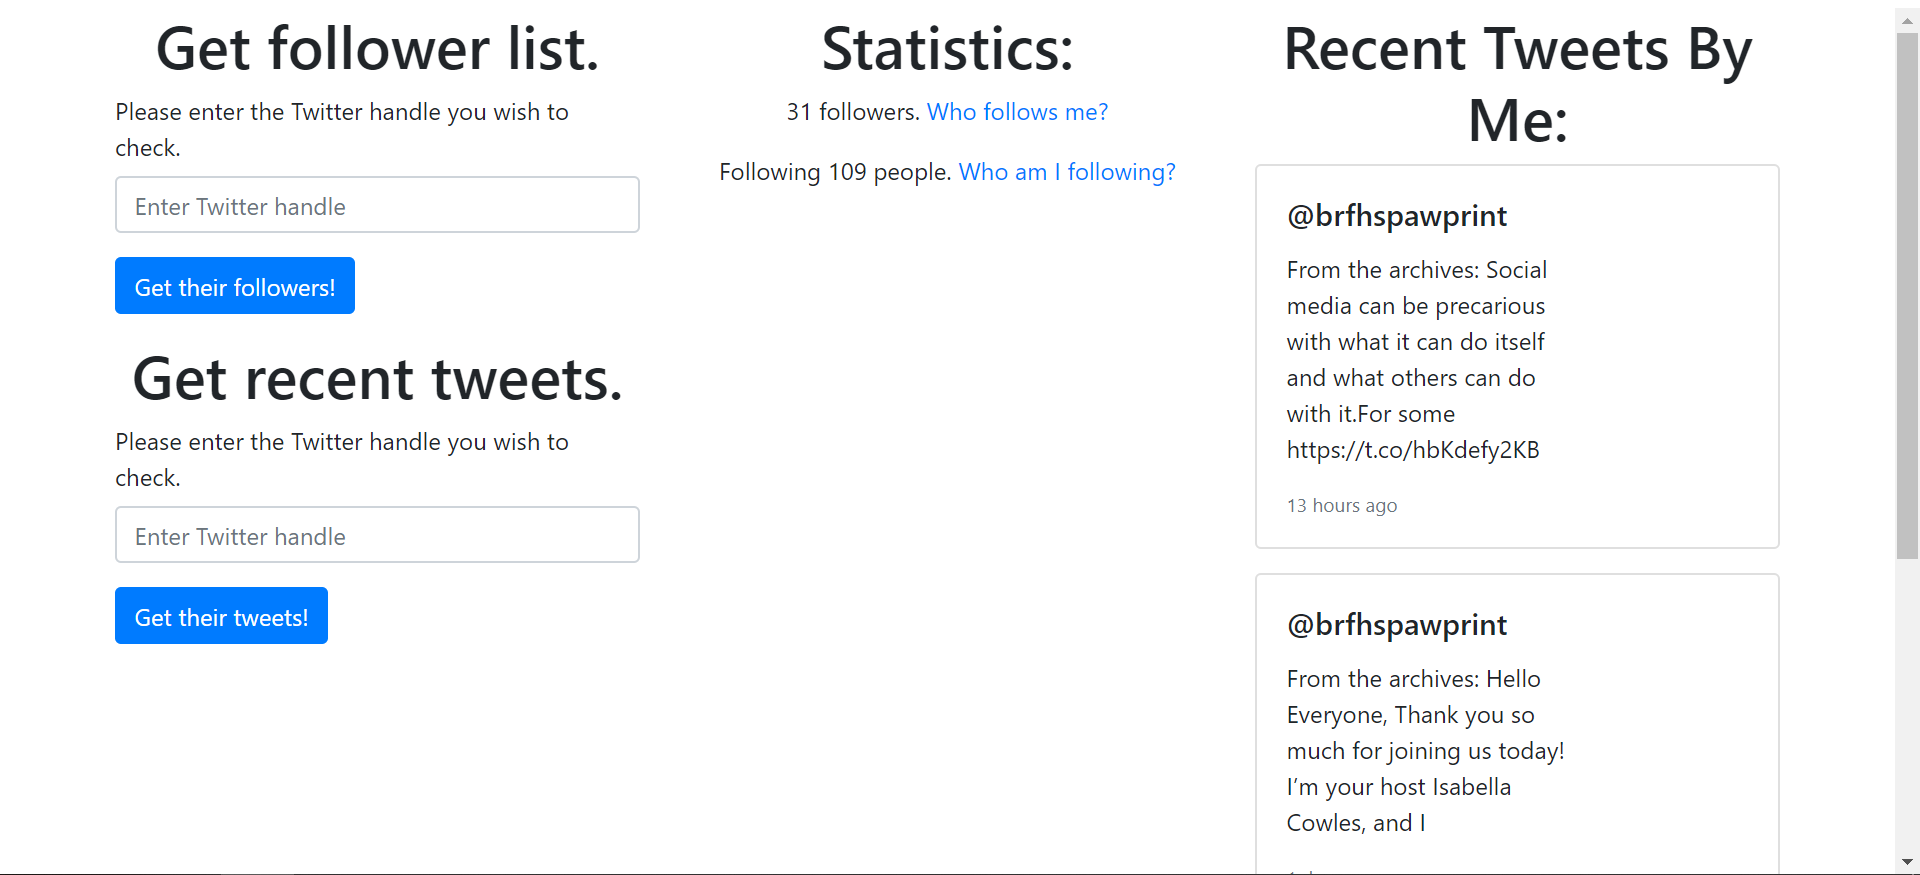 Get follower list.
Please enter the Twitter handle you wish to
check.
Enter Twitter handle
Get their followers!
Get recent tweets.
Please enter the Twitter handle you wish to
check.
Enter Twitter handle
Get their tweets!
Statistics:
31 followers. Who follows me?
Following 109 people. Who am I following?
Recent Tweets By
Me:
@brfhspawprint
From the archives: Social
media can be precarious
with what it can do itself
and what others can do
with it.For some
https://t.co/hbKdefy2KB
13 hours ago
@brfhspawprint
From the archives: Hello
Everyone, Thank you so
much for joining us today!
I’m your host Isabella
Cowles, and I